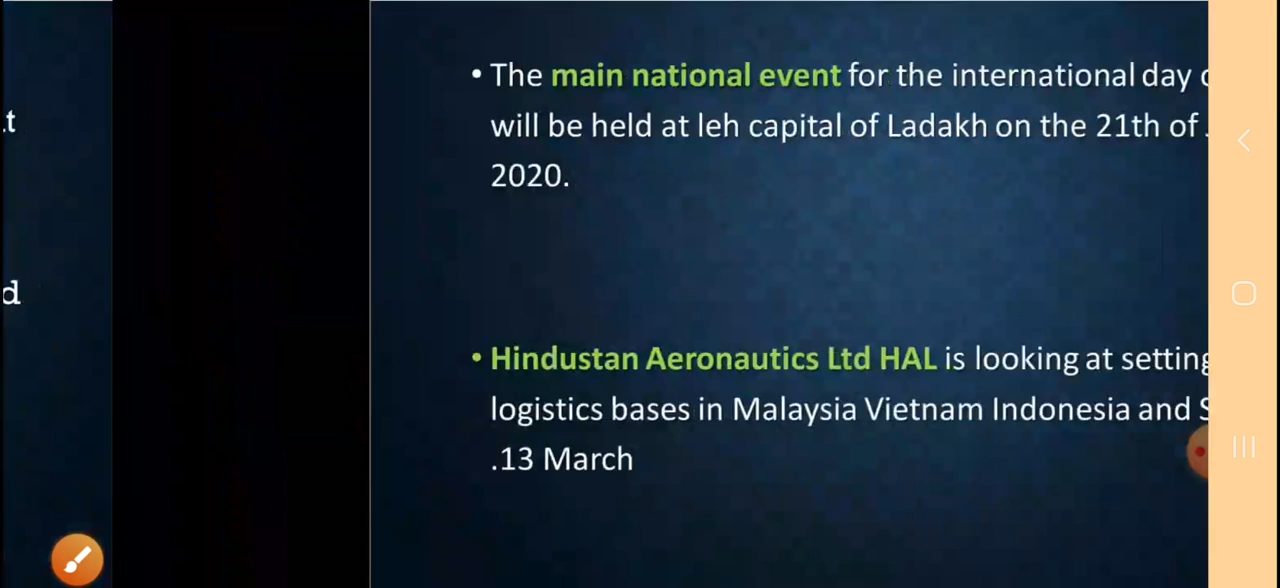 .t
d
• The main national event for the international day
will be held at leh capital of Ladakh on the 21th of
2020.
• Hindustan Aeronautics Ltd HAL is looking at setting
logistics bases in Malaysia Vietnam Indonesia and
.13 March